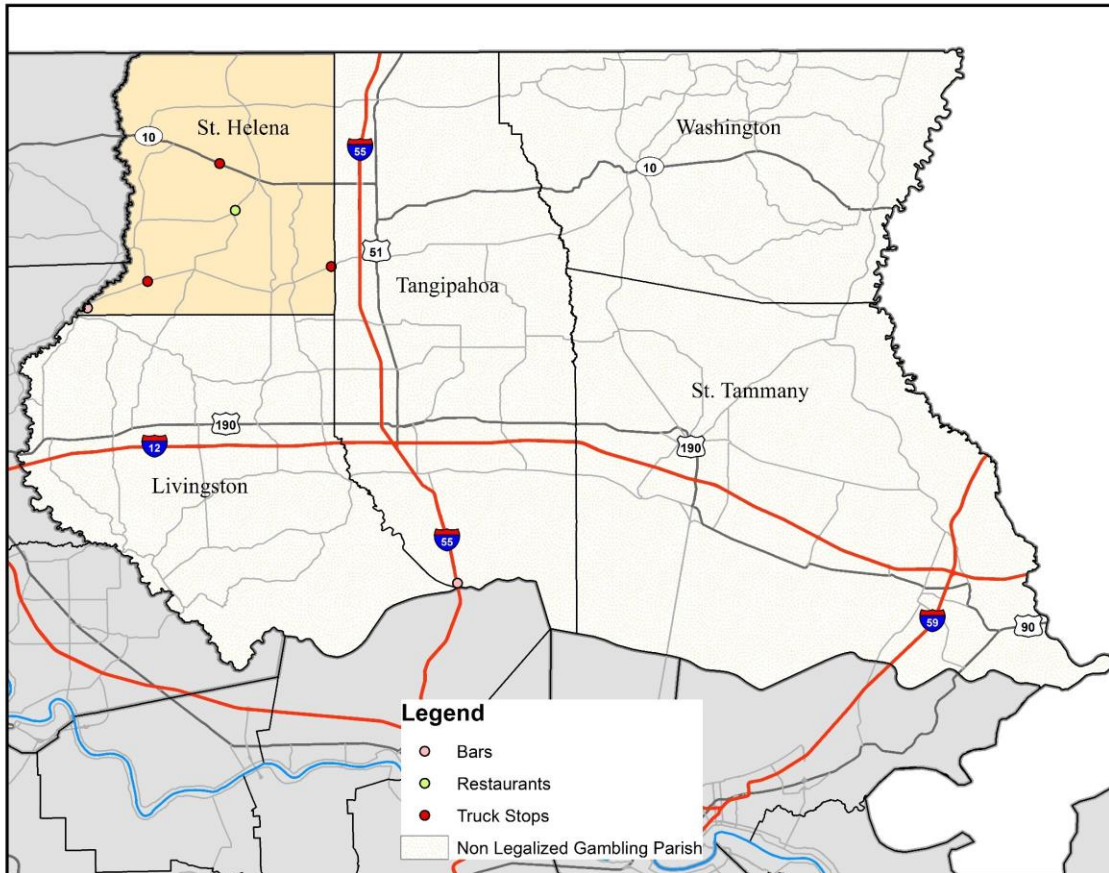 St. Helena
Washington
10
55
10
51
Tangipahoa
St. Tammany
190
190
12
Livingston
55
59
90
Legend
Bars
Restaurants
Truck Stops
Non Legalized Gambling Parish